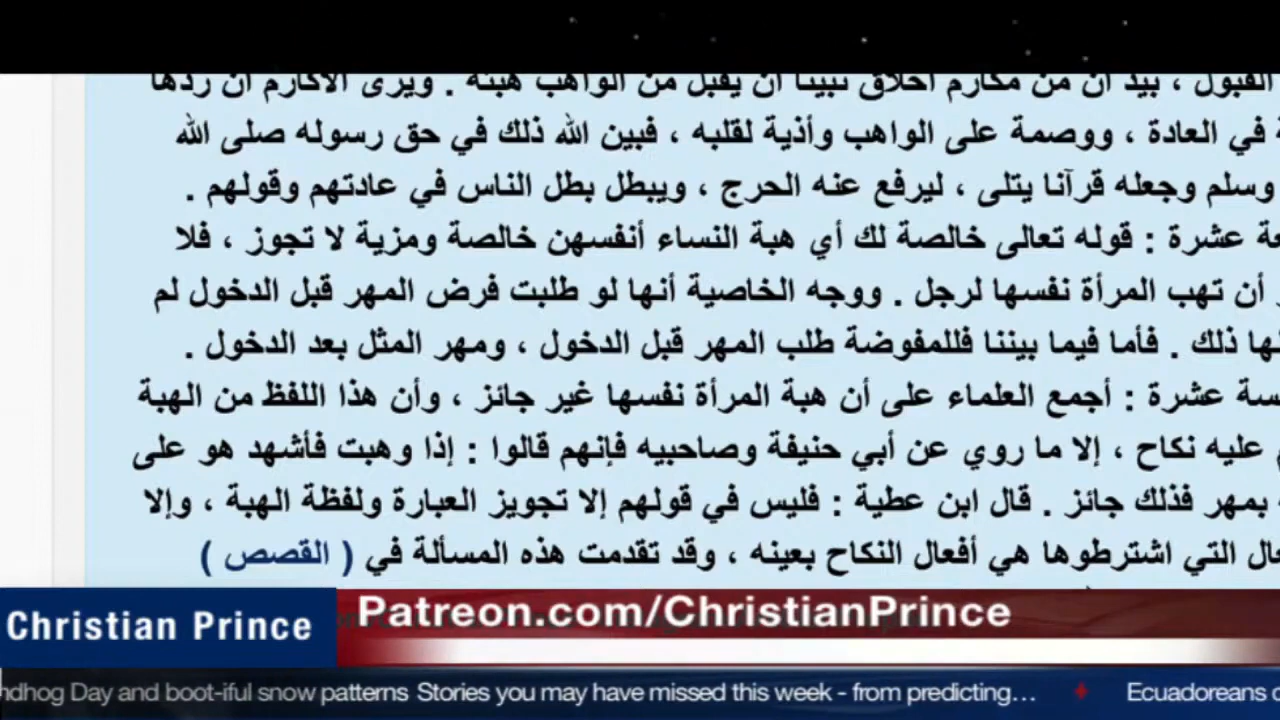 القبول ، بيد أن من مكارم أخلاق نبينا أن يقبل من الواهب هبته . ويرى الأكارم أن ردها
في العادة ، ووصمة على الواهب وأذية لقلبه ، فبين الله ذلك في حق رسوله صلى الله
وسلم وجعله قرآنا يتلى ، ليرفع عنه الحرج ، ويبطل بطل الناس في عادتهم وقولهم .
عشرة : قوله تعالى خالصة لك أي هبة النساء أنفسهن خالصة ومزية لا تجوز ، فلا
أن تهب المرأة نفسها لرجل . ووجه الخاصية أنها لو طلبت فرض المهر قبل الدخول لم
ذلك . فأما فيما بيننا فللمفوضة طلب المهر قبل الدخول ، ومهر المثل بعد الدخول .
عشرة : أجمع العلماء على أن هبة المرأة نفسها غير جائز ، وأن هذا اللفظ من الهبة
عليه نكاح ، إلا ما روي عن أبي حنيفة وصاحبيه فإنهم قالوا : إذا وهبت فأشهد هو على
بمهر فذلك جائز . قال ابن عطية : فليس في قولهم إلا تجويز العبارة ولفظة الهبة ، وإلا
التي اشترطوها هي أفعال النكاح بعينه ، وقد تقدمت هذه المسألة في ( القصص )
Christian Prince
Patreon.com/ChristianPrince
ndhog Day and boot-iful snow patterns Stories you may have missed this week - from predicting... Ecuadoreans